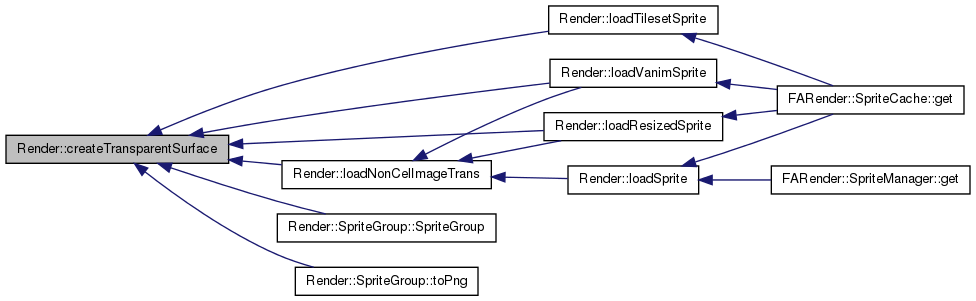 Render::loadTilesetSprite
Render::loadVanimSprite
FARender::SpriteCache::get
Render::loadResizedSprite
Render::createTransparentSurface
Render::loadNonCelImageTrans
Render::loadSprite
FARender::SpriteManager::get
Render::SpriteGroup::SpriteGroup
Render::SpriteGroup::toPng